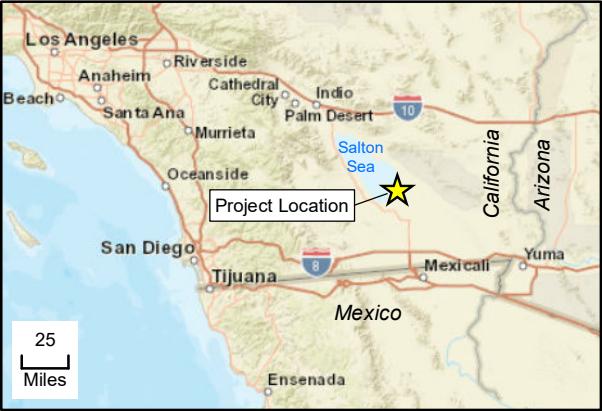 Los Angeles
Riverside
Anaheim
Cathedral
City
Indio
Beach
Santa Ana
Palm Desert
10
Murrieta
Salton
Sea
California
Arizona
Oceanside
Project Location
San Diego
8
Yuma
Tijuana
Mexicali
Mexico
25
Miles
Ensenada